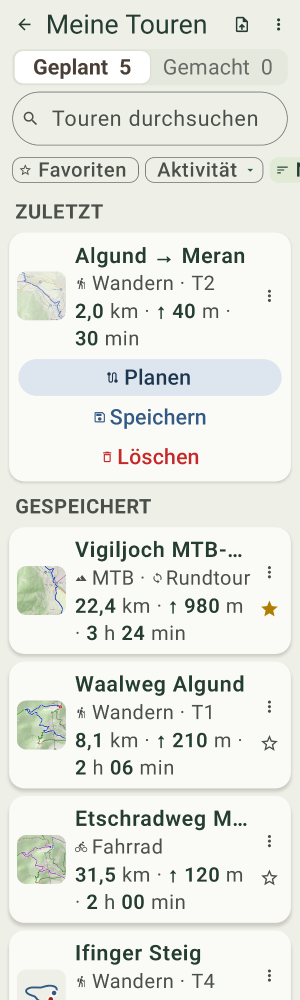 Meine Touren
Geplant 5 Gemacht 0
Touren durchsuchen
Favoriten Aktivität
ZULETZT
Algund → Meran
Wandern · T2
2,0 km · ↑ 40 m ·
30 min
Planen
Speichern
Löschen
GESPEICHERT
Vigiljoch MTB-…
MTB · Rundtour
22,4 km · ↑ 980 m
· 3 h 24 min
Waalweg Algund
Wandern · T1
8,1 km · ↑ 210 m ·
2 h 06 min
Etschradweg M…
Fahrrad
31,5 km · ↑ 120 m
· 2 h 00 min
Ifinger Steig
Wandern · T4